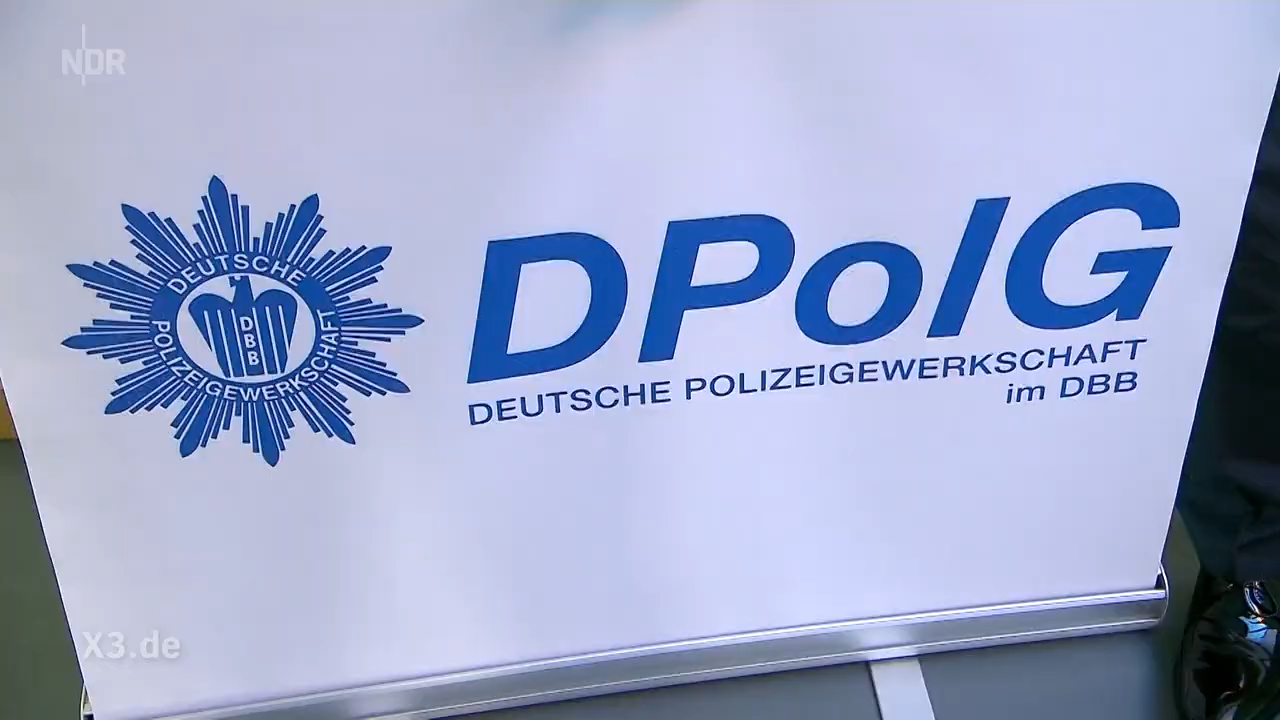 NDR
DEUTSCHE
POLIZEIGEWERKSCHAFT
DBB
DPolG
DEUTSCHE POLIZEIGEWERKSCHAFT
im DBB
X3.de